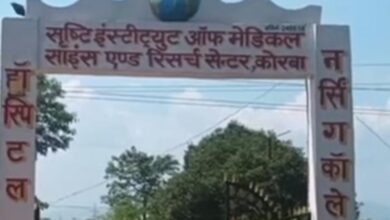 सृष्टि इंस्टीट्युट ऑफ मेडिकल
साइंस एण्ड रिसर्च सेन्टर, कोरबा
हॉस्पिटल
नर्सिंग कॉलेज